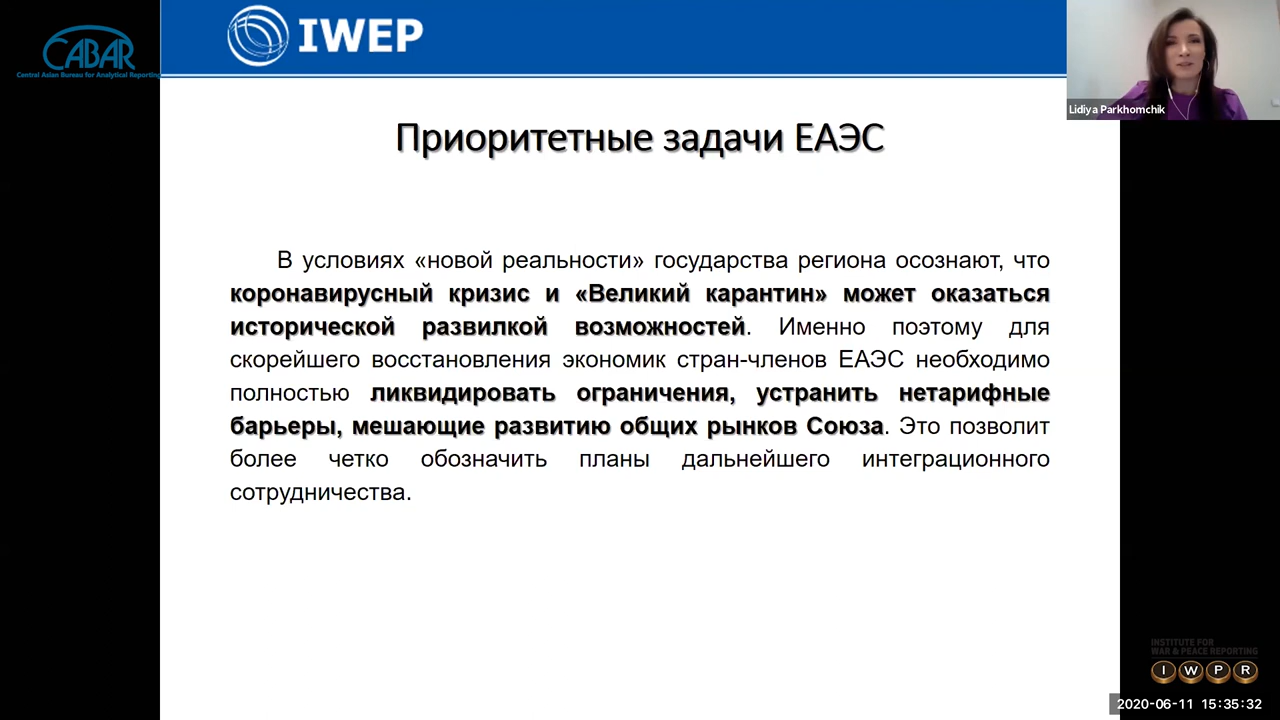 CABAR
Central Asian Bureau for Analytical Reporting
IWEP
Lidiya Parkhomchik
Приоритетные задачи ЕАЭС
В условиях «новой реальности» государства региона осознают, что
коронавирусный кризис и «Великий карантин» может оказаться
исторической развилкой возможностей. Именно поэтому для
скорейшего восстановления экономик стран-членов ЕАЭС необходимо
полностью ликвидировать ограничения, устранить нетарифные
барьеры, мешающие развитию общих рынков Союза. Это позволит
более четко обозначить планы дальнейшего интеграционного
сотрудничества.
INSTITUTE FOR
WAR & PEACE REPORTING
I W P R
2020-06-11 15:35:32